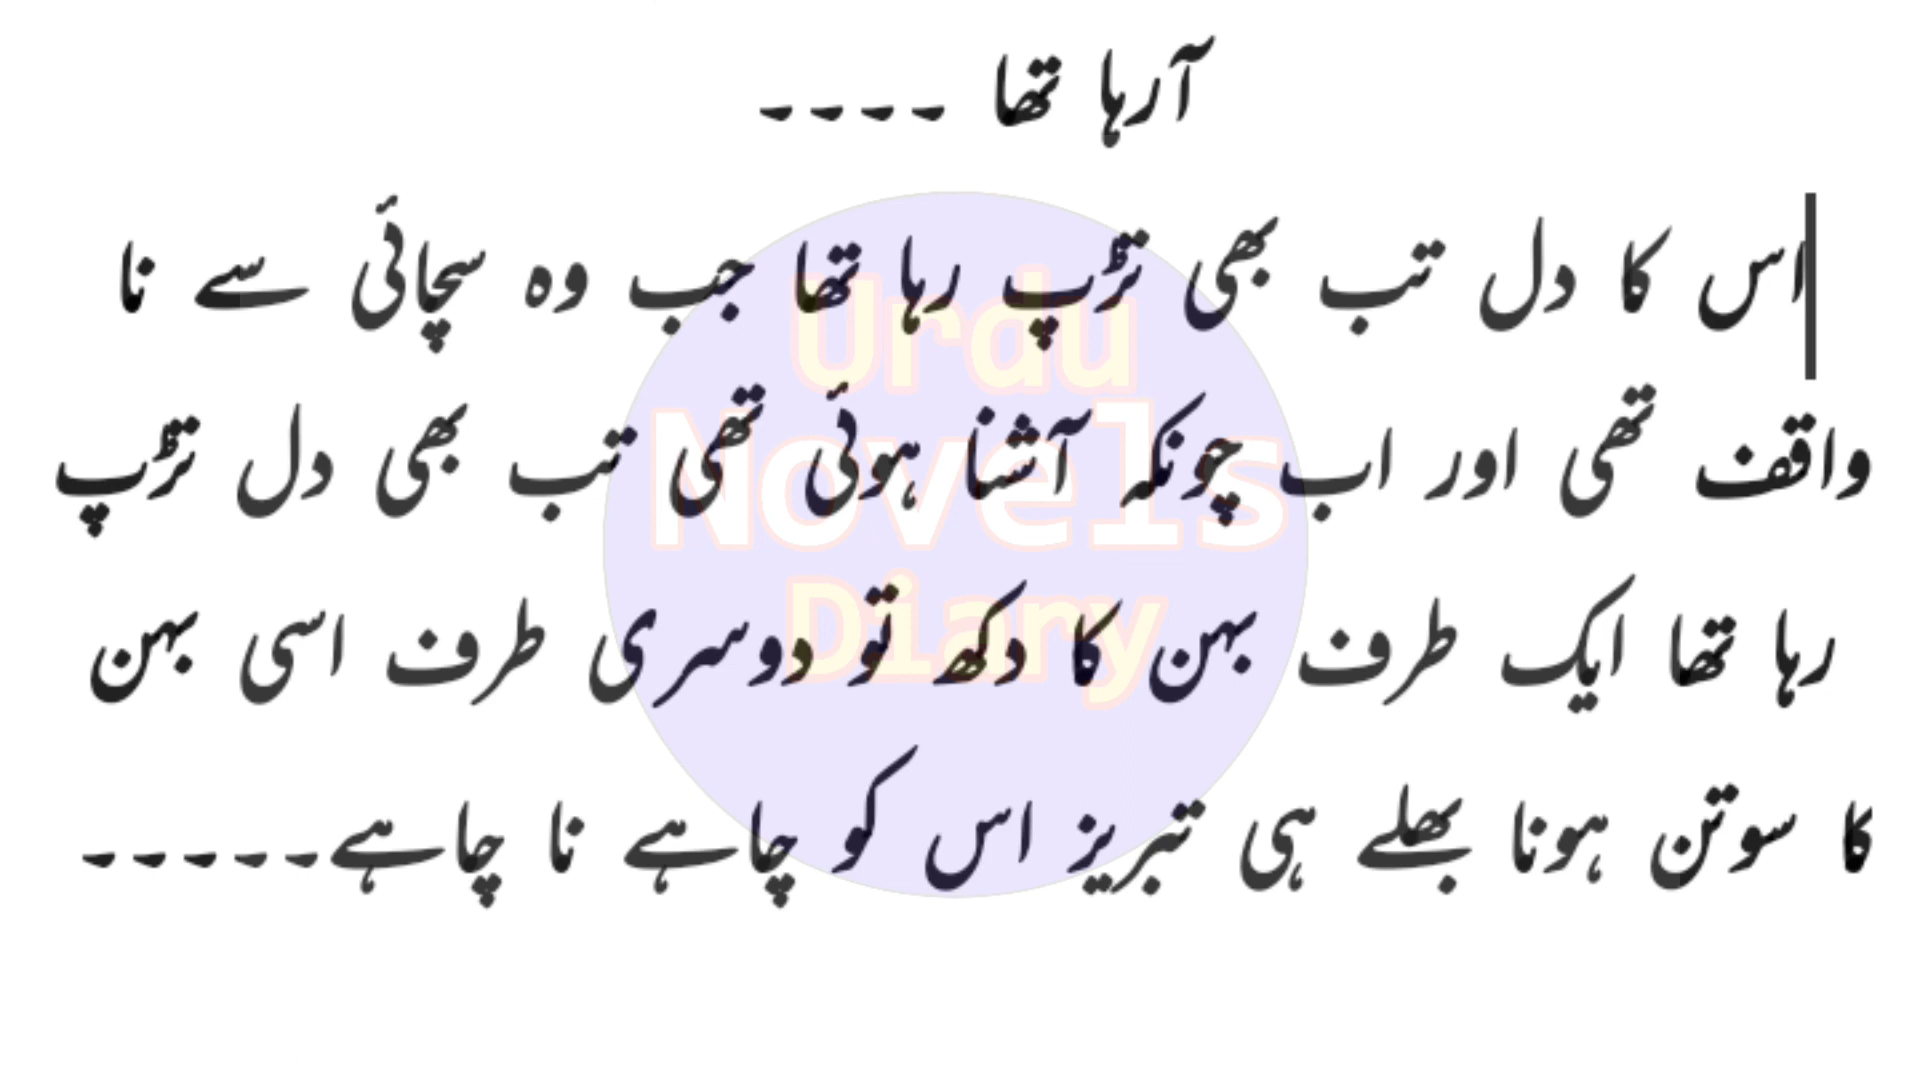 آرہا تھا ۔۔۔۔
اس کا دل تب بھی تڑپ رہا تھا جب وہ سچائی سے نا
واقف تھی اور اب چونکہ آشنا ہوئی تھی تب بھی دل تڑپ
رہا تھا ایک طرف بہن کا دکھ تو دوسری طرف اسی بہن
کا سوتن ہونا بھلے ہی تبریز اس کو چاہے نا چاہے۔۔۔۔۔
Urdu
Novels
Diary